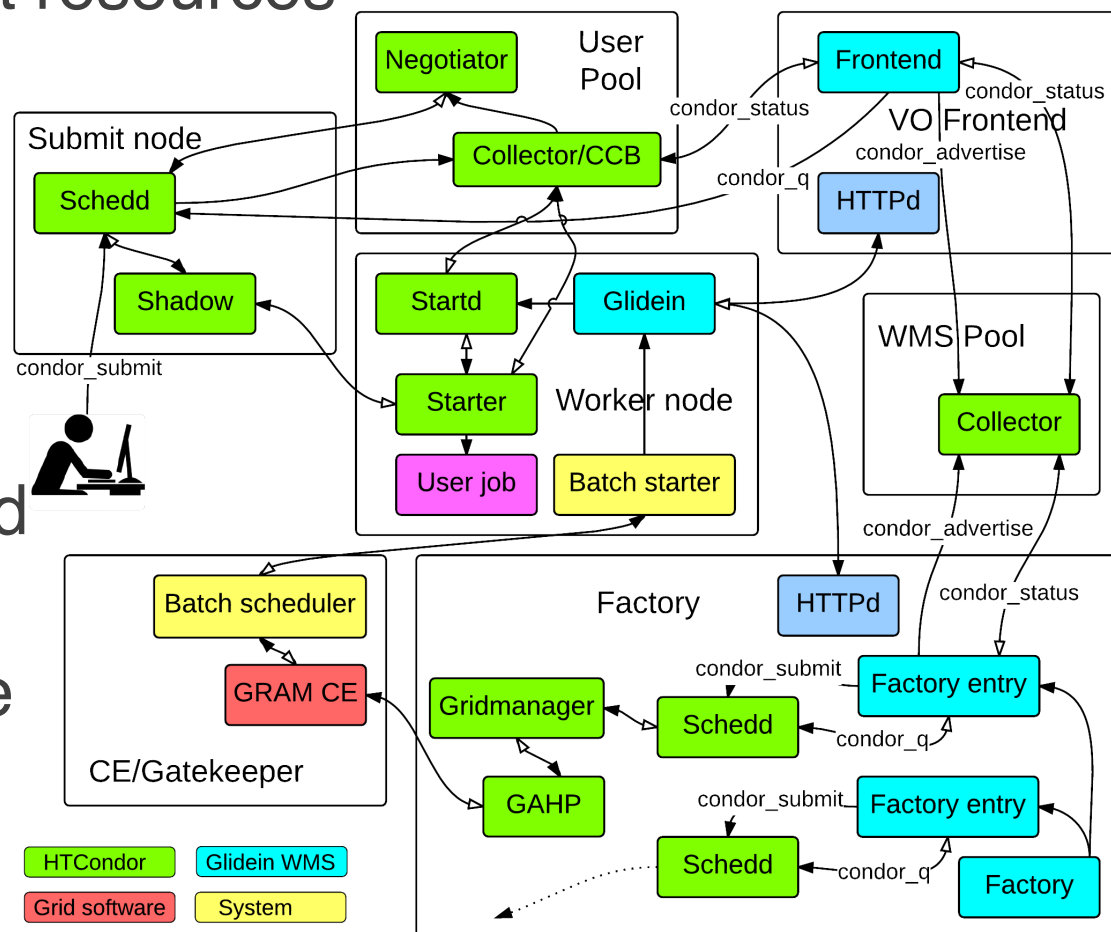 t resources
User
Pool
Negotiator
Collector/CCB
condor_status
Frontend
condor_status
VO Frontend
condor_advertise
condor_q
HTTPd
Submit node
Schedd
Shadow
condor_submit
Startd
Glidein
Starter
Worker node
User job
Batch starter
WMS Pool
Collector
condor_advertise
condor_status
d
e
Batch scheduler
GRAM CE
CE/Gatekeeper
Factory
HTTPd
Gridmanager
GAHP
condor_submit
Schedd
condor_q
Factory entry
condor_submit
Schedd
condor_q
Factory entry
Factory
HTCondor
Glidein WMS
Grid software
System